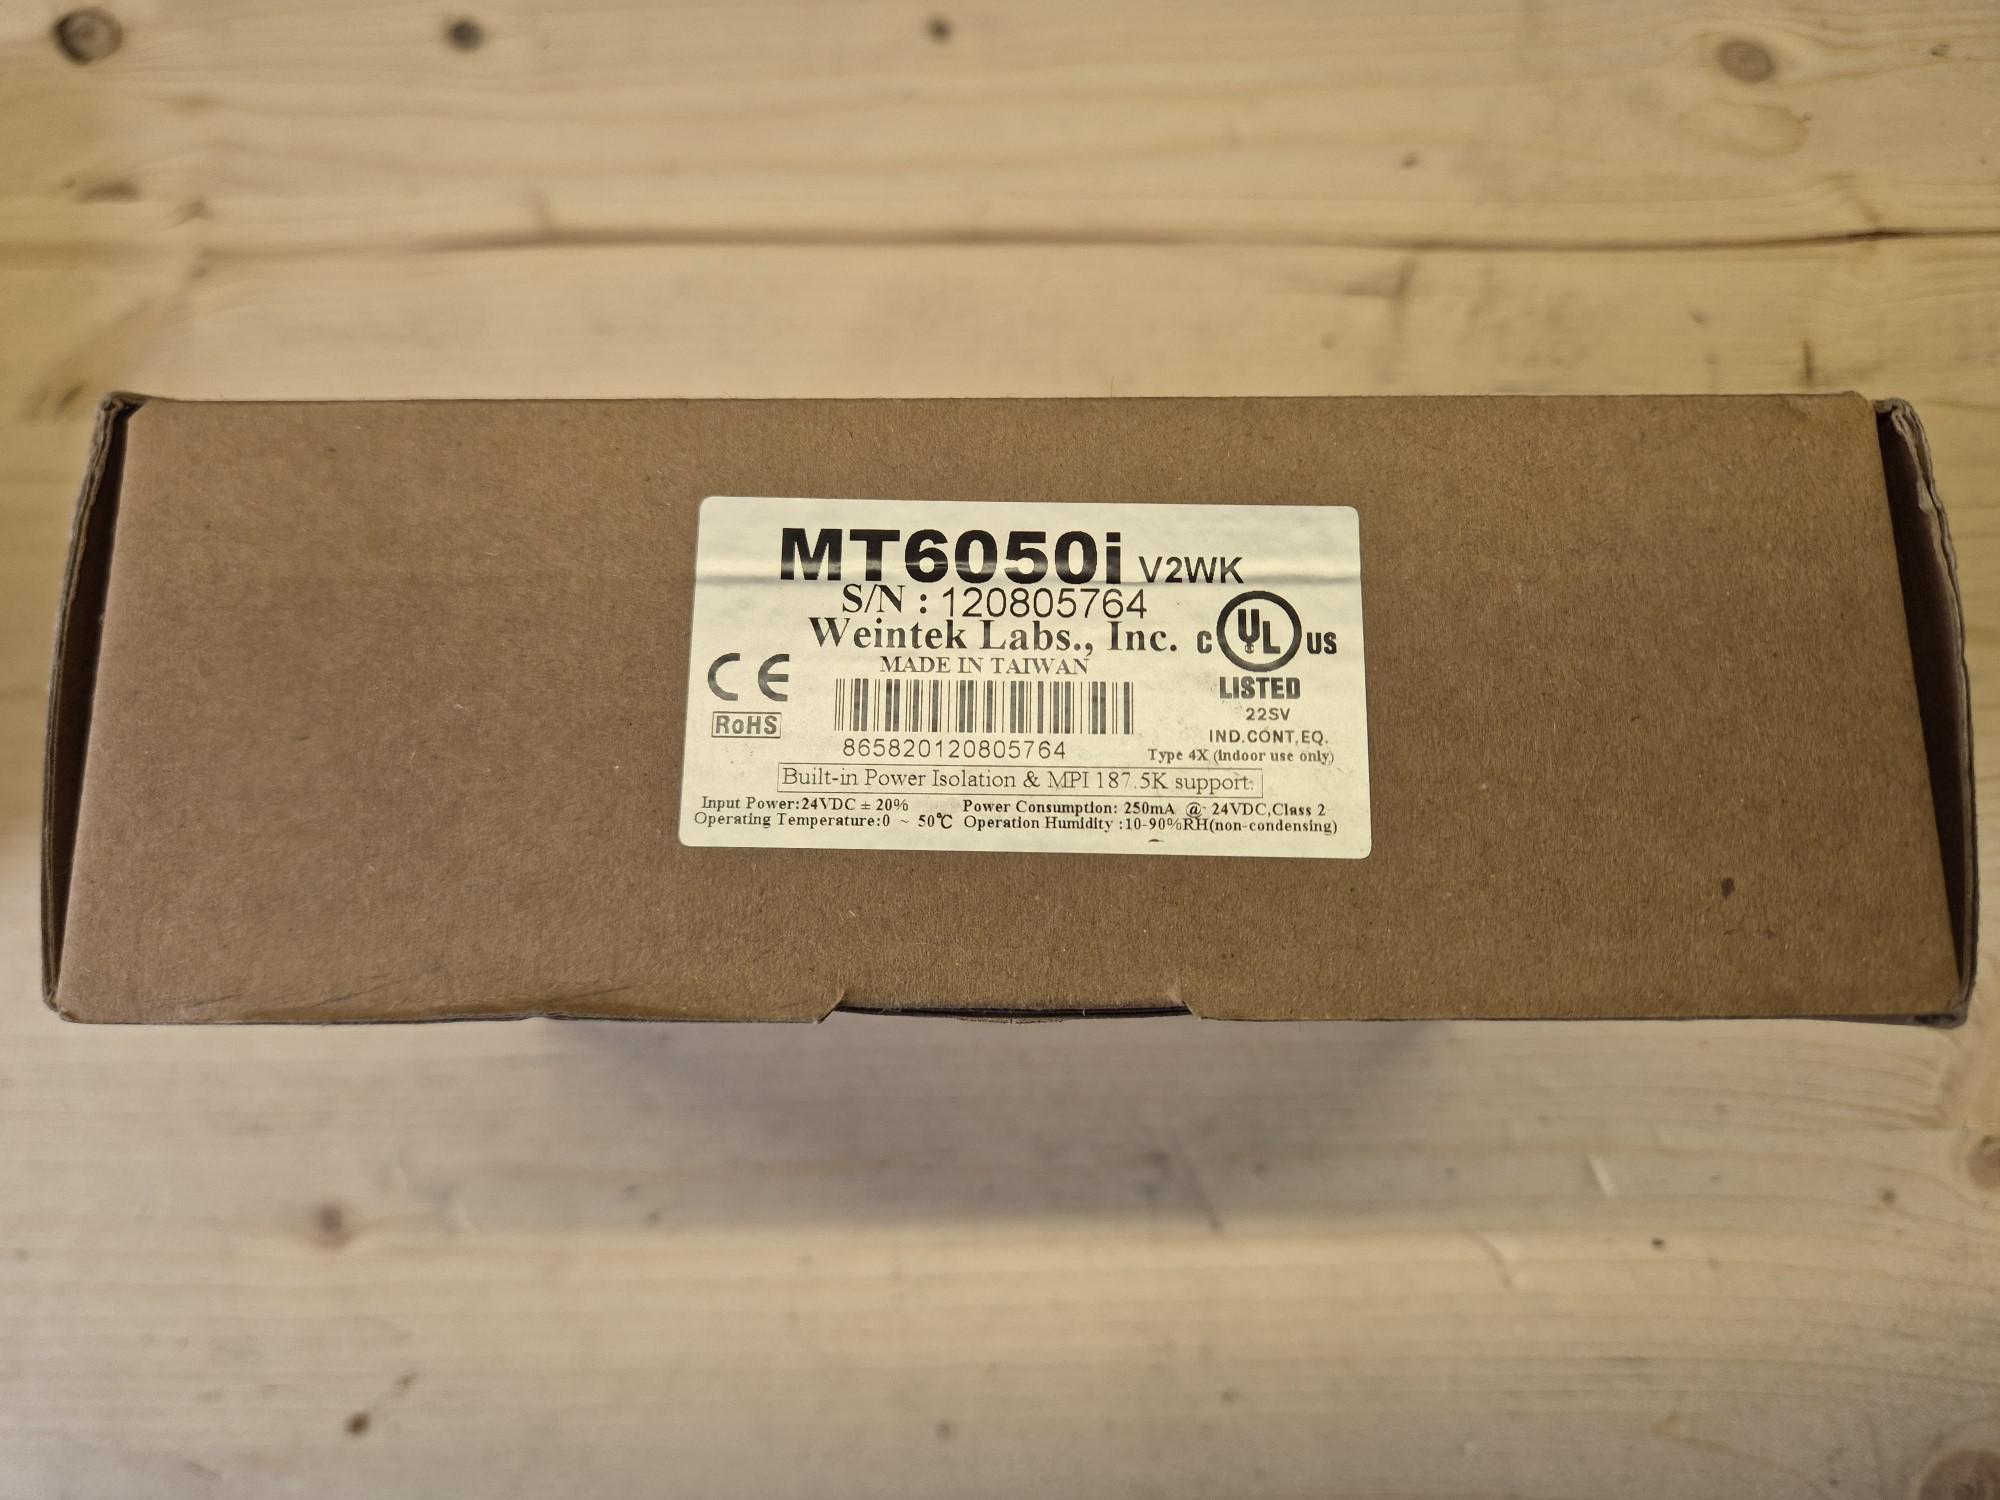 MT6050i V2WK
S/N : 120805764
Weintek Labs., Inc.
MADE IN TAIWAN
CE
RoHS
C UL US
LISTED
22SV
IND.CONT.EQ.
Type 4X (indoor use only)
865820120805764
Built-in Power Isolation & MPI 187.5K support.
Input Power:24VDC ± 20% Power Consumption: 250mA @ 24VDC,Class 2
Operating Temperature:0 ~ 50℃ Operation Humidity :10-90%RH(non-condensing)